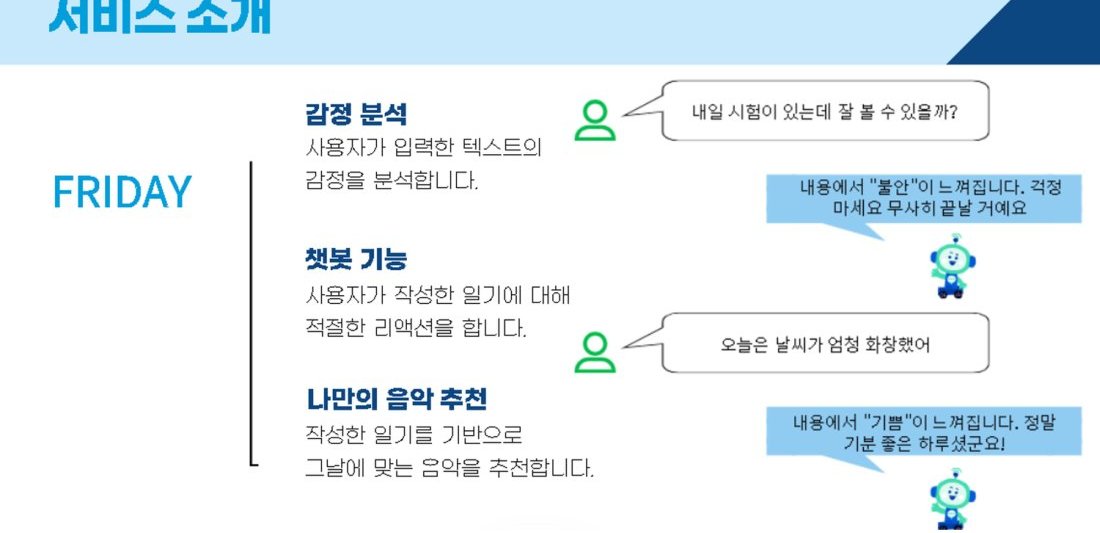 서비스 소개
FRIDAY
감정 분석
사용자가 입력한 텍스트의
감정을 분석합니다.
챗봇 기능
사용자가 작성한 일기에 대해
적절한 리액션을 합니다.
나만의 음악 추천
작성한 일기를 기반으로
그날에 맞는 음악을 추천합니다.
내일 시험이 있는데 잘 볼 수 있을까?
내용에서 "불안"이 느껴집니다. 걱정
마세요 무사히 끝날 거예요
오늘은 날씨가 엄청 화창했어
내용에서 "기쁨"이 느껴집니다. 정말
기분 좋은 하루셨군요!